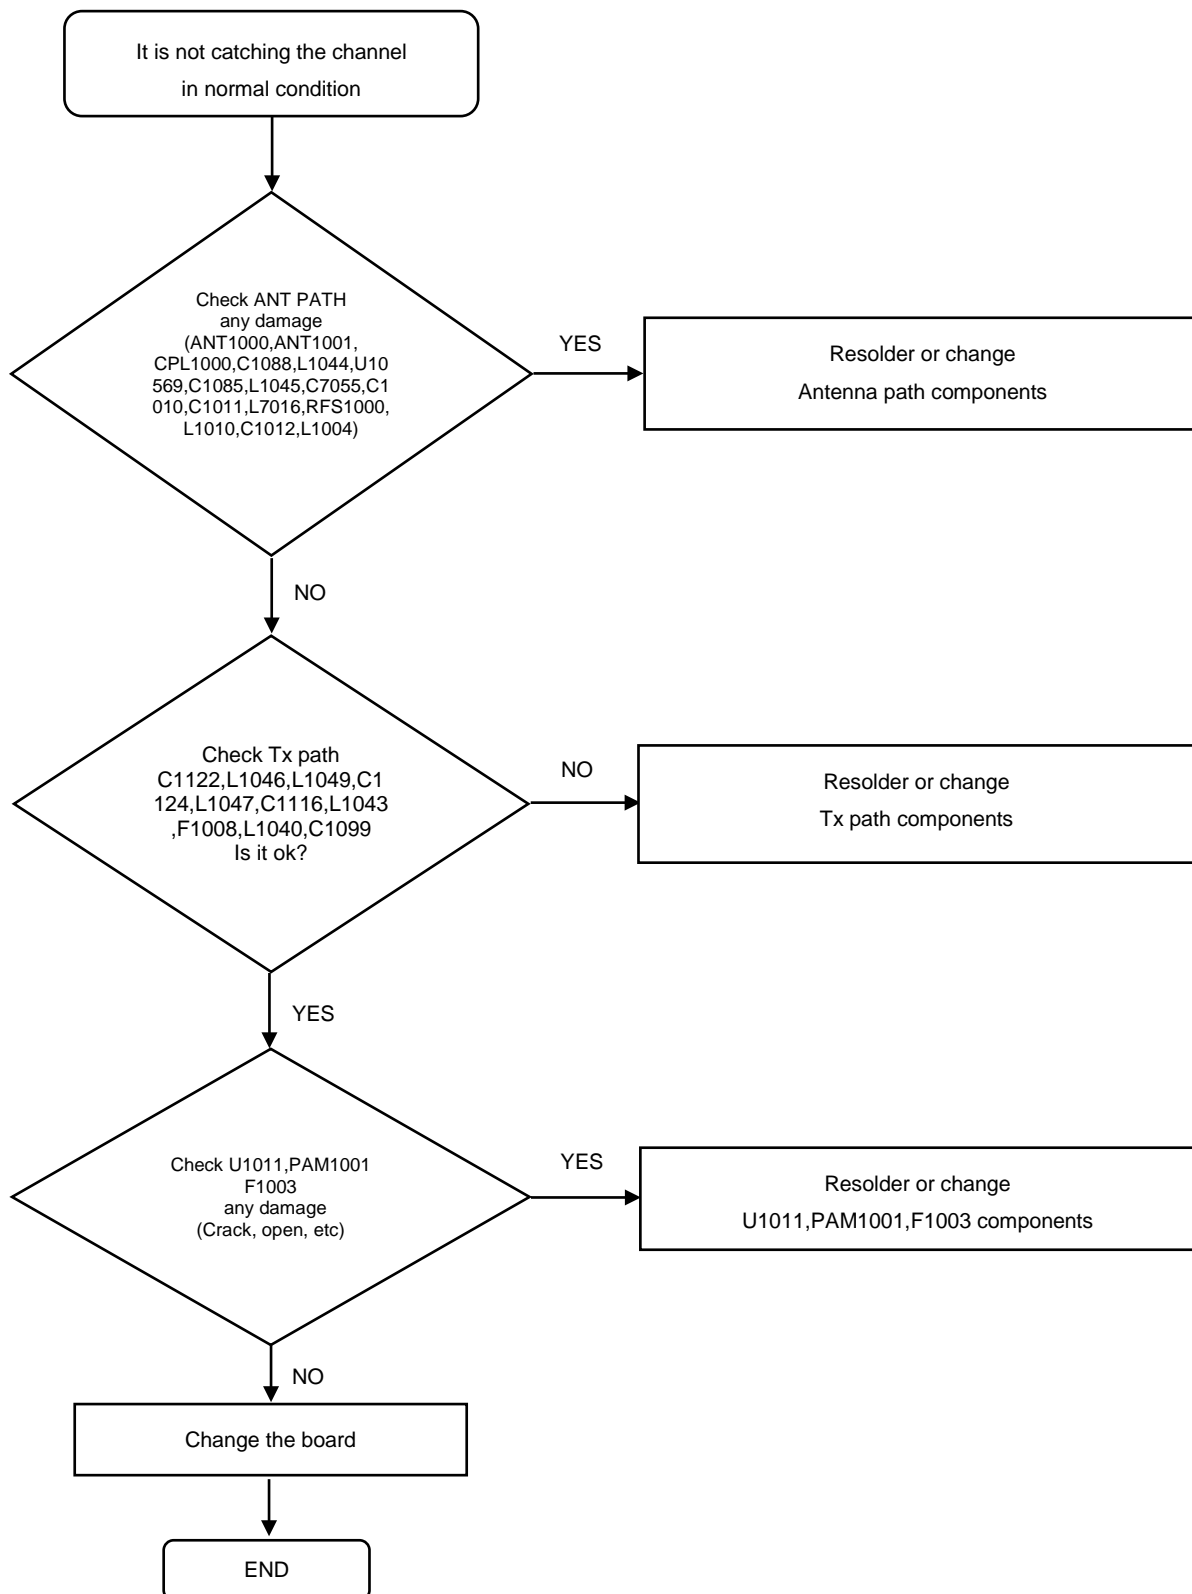 It is not catching the channel
in normal condition
Check ANT PATH
any damage
(ANT1000,ANT1001,
CPL1000,C1088,L1044,U10
569,C1085,L1045,C7055,C1
010,C1011,L7016,RFS1000,
L1010,C1012,L1004)
YES
Resolder or change
Antenna path components
NO
Check Tx path
C1122,L1046,L1049,C1
124,L1047,C1116,L1043
,F1008,L1040,C1099
Is it ok?
NO
Resolder or change
Tx path components
YES
Check U1011,PAM1001
F1003
any damage
(Crack, open, etc)
YES
Resolder or change
U1011,PAM1001,F1003 components
NO
Change the board
END